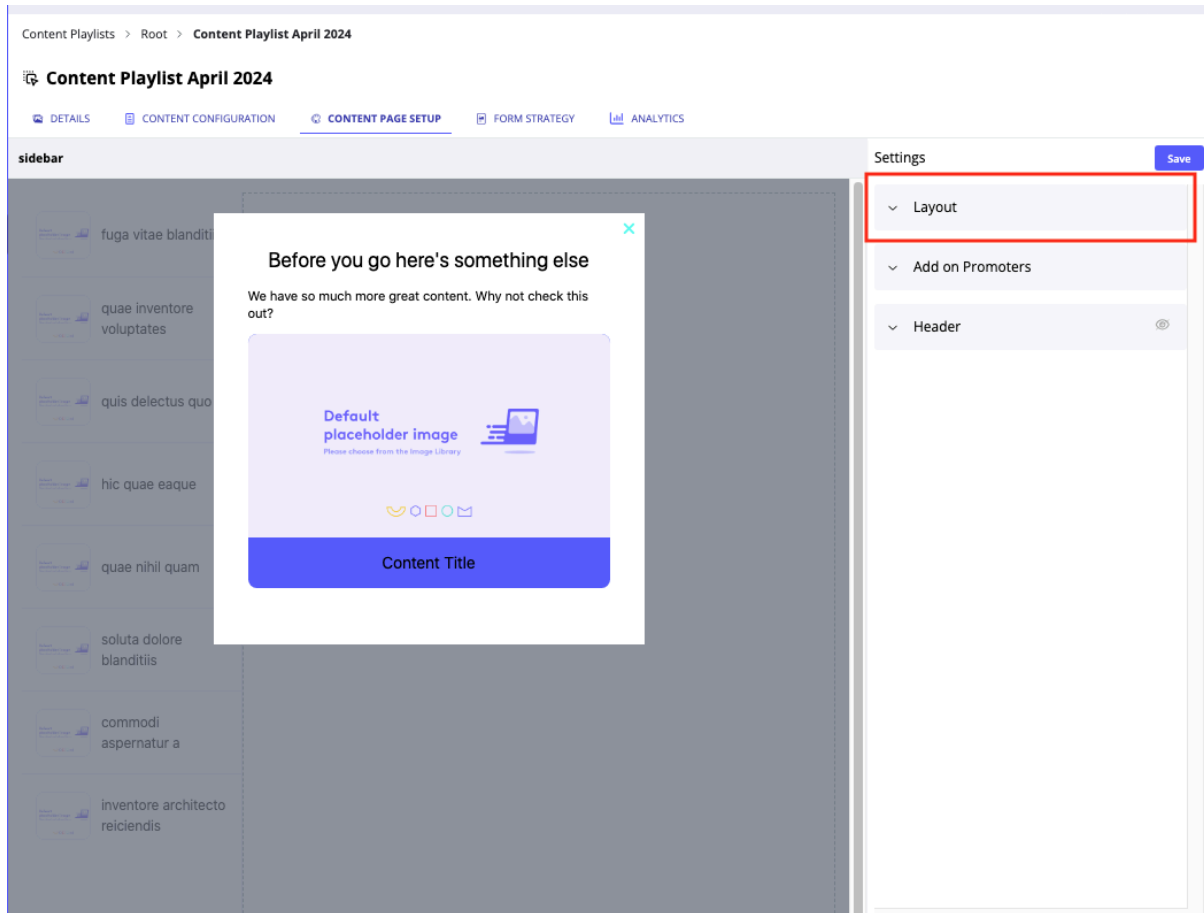 Content Playlists > Root > Content Playlist April 2024
Content Playlist April 2024
DETAILS
CONTENT CONFIGURATION
CONTENT PAGE SETUP
FORM STRATEGY
ANALYTICS
sidebar
Settings
Save
Layout
Add on Promoters
Header
fuga vitae blanditi
quae inventore
voluptates
quis delectus quo
hic quae eaque
quae nihil quam
soluta dolore
blanditiis
commodi
aspernatur a
inventore architecto
reiciendis
Before you go here's something else
We have so much more great content. Why not check this
out?
Default
placeholder image
Please choose from the Image Library
Content Title